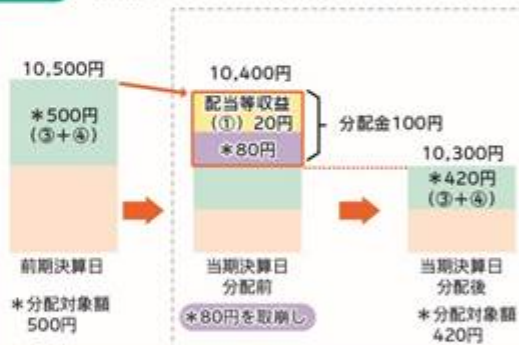 10,500円
*500円
(③+④)
前期決算日
*分配対象額
500円
10,400円
配当等収益
(①) 20円
*80円
分配金100円
当期決算日
分配前
*80円を取崩し
10,300円
*420円
(③+④)
当期決算日
分配後
*分配対象額
420円